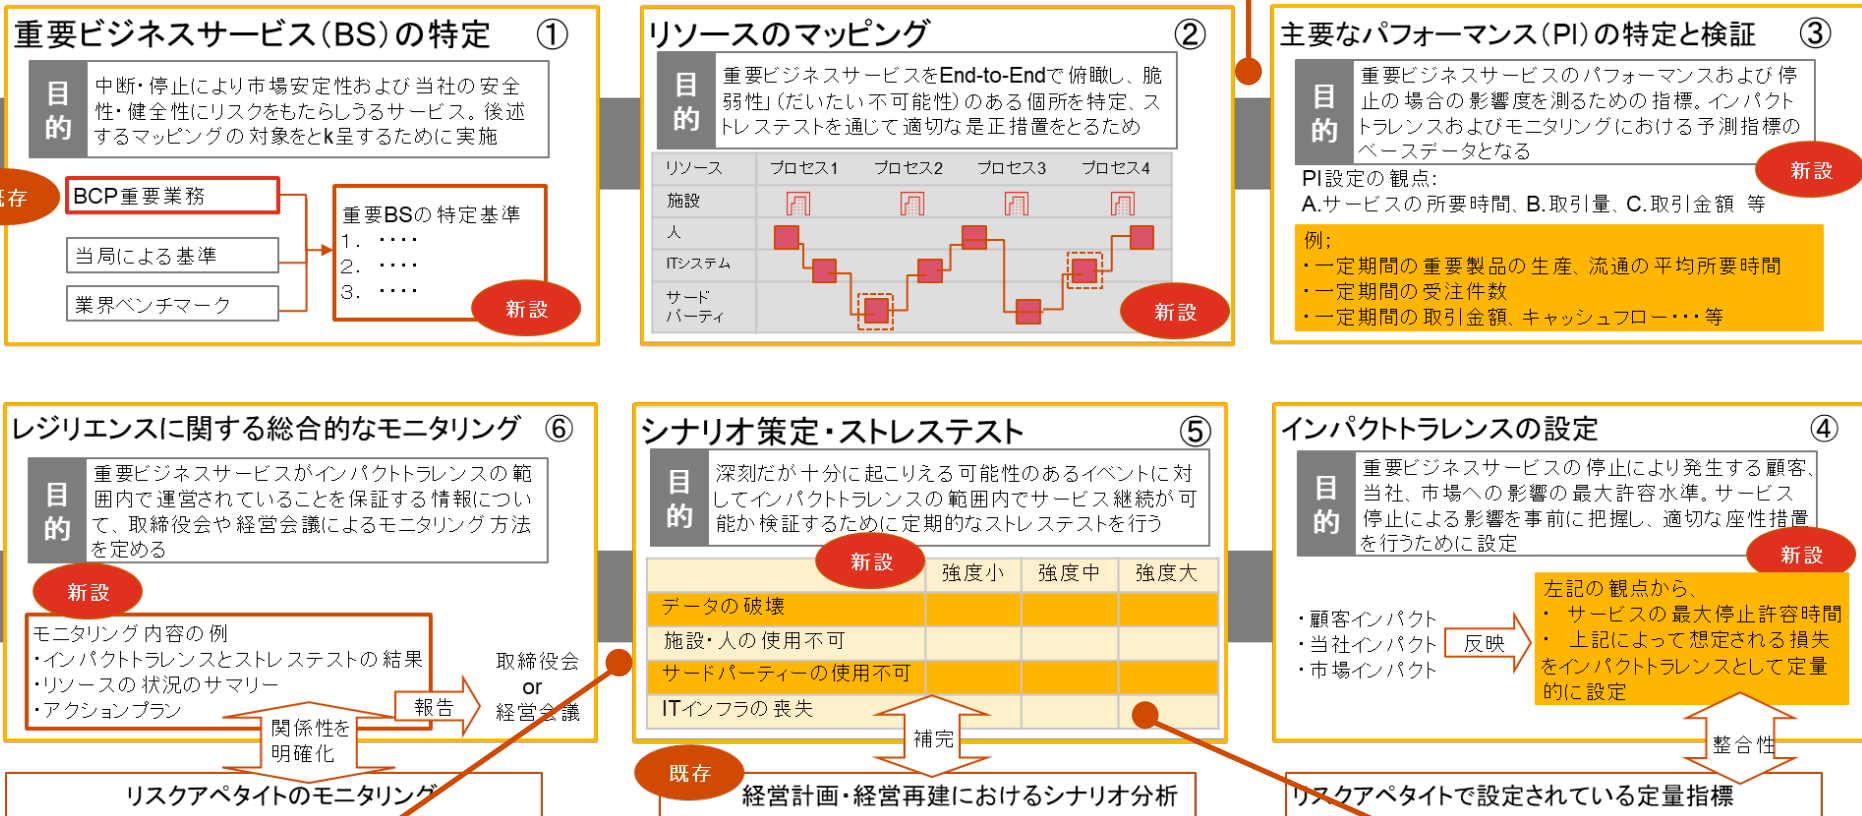 重要ビジネスサービス(BS)の特定 ①
目的
中断・停止により市場安定性および当社の安全
性・健全性にリスクをもたらしうるサービス。後述
するマッピングの対象をとk呈するために実施
既存
BCP重要業務
当局による基準
業界ベンチマーク
重要BSの特定基準
1. ・・・・
2. ・・・・
3. ・・・・
新設
リソースのマッピング ②
目的
重要ビジネスサービスをEnd-to-Endで俯瞰し、脆
弱性」(だいたい不可能性)のある個所を特定、ス
トレステストを通じて適切な是正措置をとるため
リソース プロセス1 プロセス2 プロセス3 プロセス4
施設
人
ITシステム
サード
パーティ
新設
主要なパフォーマンス(PI)の特定と検証 ③
目的
重要ビジネスサービスのパフォーマンスおよび停
止の場合の影響度を測るための指標。インパクト
トラレンスおよびモニタリングにおける予測指標の
ベースデータとなる
新設
PI設定の観点:
A.サービスの所要時間、B.取引量、C.取引金額 等
例;
・一定期間の重要製品の生産、流通の平均所要時間
・一定期間の受注件数
・一定期間の取引金額、キャッシュフロー・・・等
レジリエンスに関する総合的なモニタリング ⑥
目的
重要ビジネスサービスがインパクトトラレンスの範
囲内で運営されていることを保証する情報につい
て、取締役会や経営会議によるモニタリング方法
を定める
新設
モニタリング内容の例
・インパクトトラレンスとストレステストの結果
・リソースの状況のサマリー
・アクションプラン
報告
取締役会
or
経営会議
関係性を
明確化
リスクアペタイトのモニタリング
シナリオ策定・ストレステスト ⑤
目的
深刻だが十分に起こりえる可能性のあるイベントに対
してインパクトトラレンスの範囲内でサービス継続が可
能か検証するために定期的なストレステストを行う
新設
強度小 強度中 強度大
データの破壊
施設・人の使用不可
サードパーティーの使用不可
ITインフラの喪失
補完
既存
経営計画・経営再建におけるシナリオ分析
インパクトトラレンスの設定 ④
目的
重要ビジネスサービスの停止により発生する顧客、
当社、市場への影響の最大許容水準。サービス
停止による影響を事前に把握し、適切な座性措置
を行うために設定
新設
・顧客インパクト
・当社インパクト
・市場インパクト
反映
左記の観点から、
・ サービスの最大停止許容時間
・ 上記によって想定される損失
をインパクトトラレンスとして定量
的に設定
整合性
リスクアペタイトで設定されている定量指標